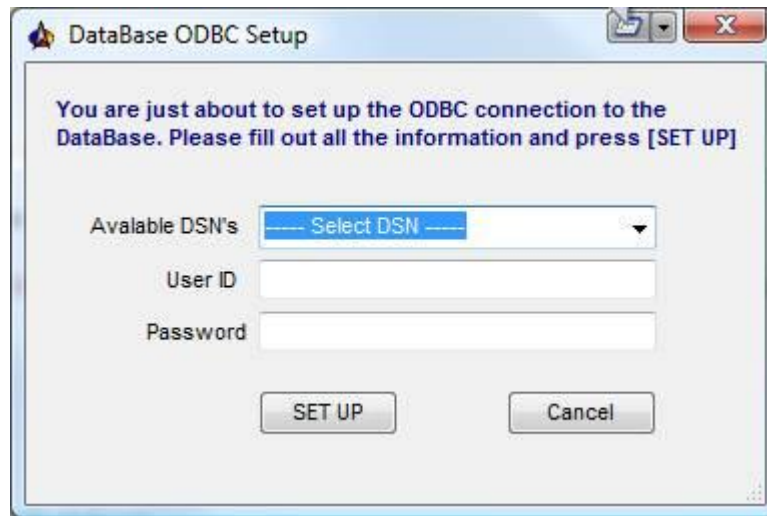 DataBase ODBC Setup
You are just about to set up the ODBC connection to the
DataBase. Please fill out all the information and press [SET UP]
Avalable DSN's ----- Select DSN -----
User ID
Password
SET UP Cancel